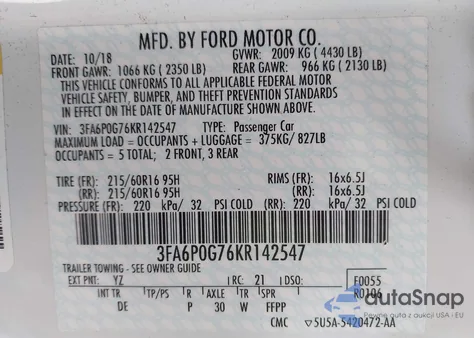 MFD. BY FORD MOTOR CO.
DATE: 10/18 GVWR: 2009 KG ( 4430 LB)
FRONT GAWR: 1066 KG ( 2350 LB) REAR GAWR: 966 KG ( 2130 LB)
THIS VEHICLE CONFORMS TO ALL APPLICABLE FEDERAL MOTOR
VEHICLE SAFETY, BUMPER, AND THEFT PREVENTION STANDARDS
IN EFFECT ON THE DATE OF MANUFACTURE SHOWN ABOVE.
VIN: 3FA6P0G76KR142547 TYPE: Passenger Car
MAXIMUM LOAD = OCCUPANTS + LUGGAGE = 375KG/ 827LB
OCCUPANTS = 5 TOTAL; 2 FRONT, 3 REAR
TIRE (FR): 215/60R16 95H RIMS (FR): 16x6.5J
(RR): 215/60R16 95H (RR): 16x6.5J
PRESSURE (FR): 220 kPa/ 32 PSI COLD (RR): 220 kPa/ 32 PSI COLD
3FA6P0G76KR142547
TRAILER TOWING - SEE OWNER GUIDE
EXT PNT: YZ RC: 21 DSO: F0055
INT TR TP/PS R AXLE TR SPR R0106
DE P 30 W FFPP
CMC 5U5A-5420472-AA
autoSnap
Pewne auta z aukcji USA i EU